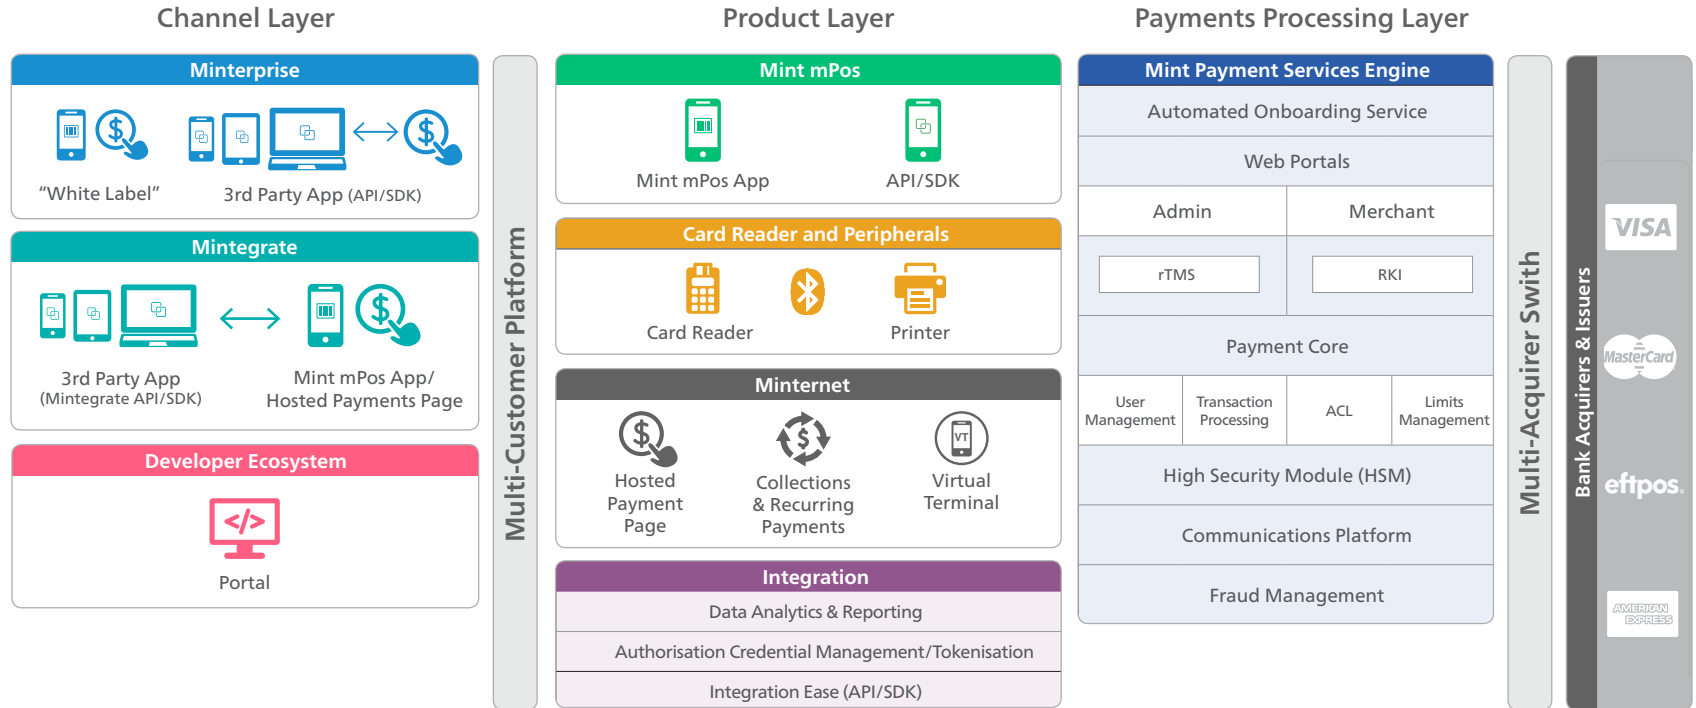 Channel Layer
Minterprise
“White Label”
3rd Party App (API/SDK)
Mintegrate
3rd Party App
(Mintegrate API/SDK)
Mint mPos App/
Hosted Payments Page
Developer Ecosystem
</>
Portal
Multi-Customer Platform
Product Layer
Mint mPos
Mint mPos App
API/SDK
Card Reader and Peripherals
Card Reader
Printer
Minternet
Hosted
Payment
Page
Collections
& Recurring
Payments
VT
Virtual
Terminal
Integration
Data Analytics & Reporting
Authorisation Credential Management/Tokenisation
Integration Ease (API/SDK)
Payments Processing Layer
Mint Payment Services Engine
Automated Onboarding Service
Web Portals
Admin
Merchant
rTMS
RKI
Payment Core
User
Management
Transaction
Processing
ACL
Limits
Management
High Security Module (HSM)
Communications Platform
Fraud Management
Multi-Acquirer Swith
Bank Acquirers & Issuers
VISA
MasterCard
eftpos.
AMERICAN
EXPRESS